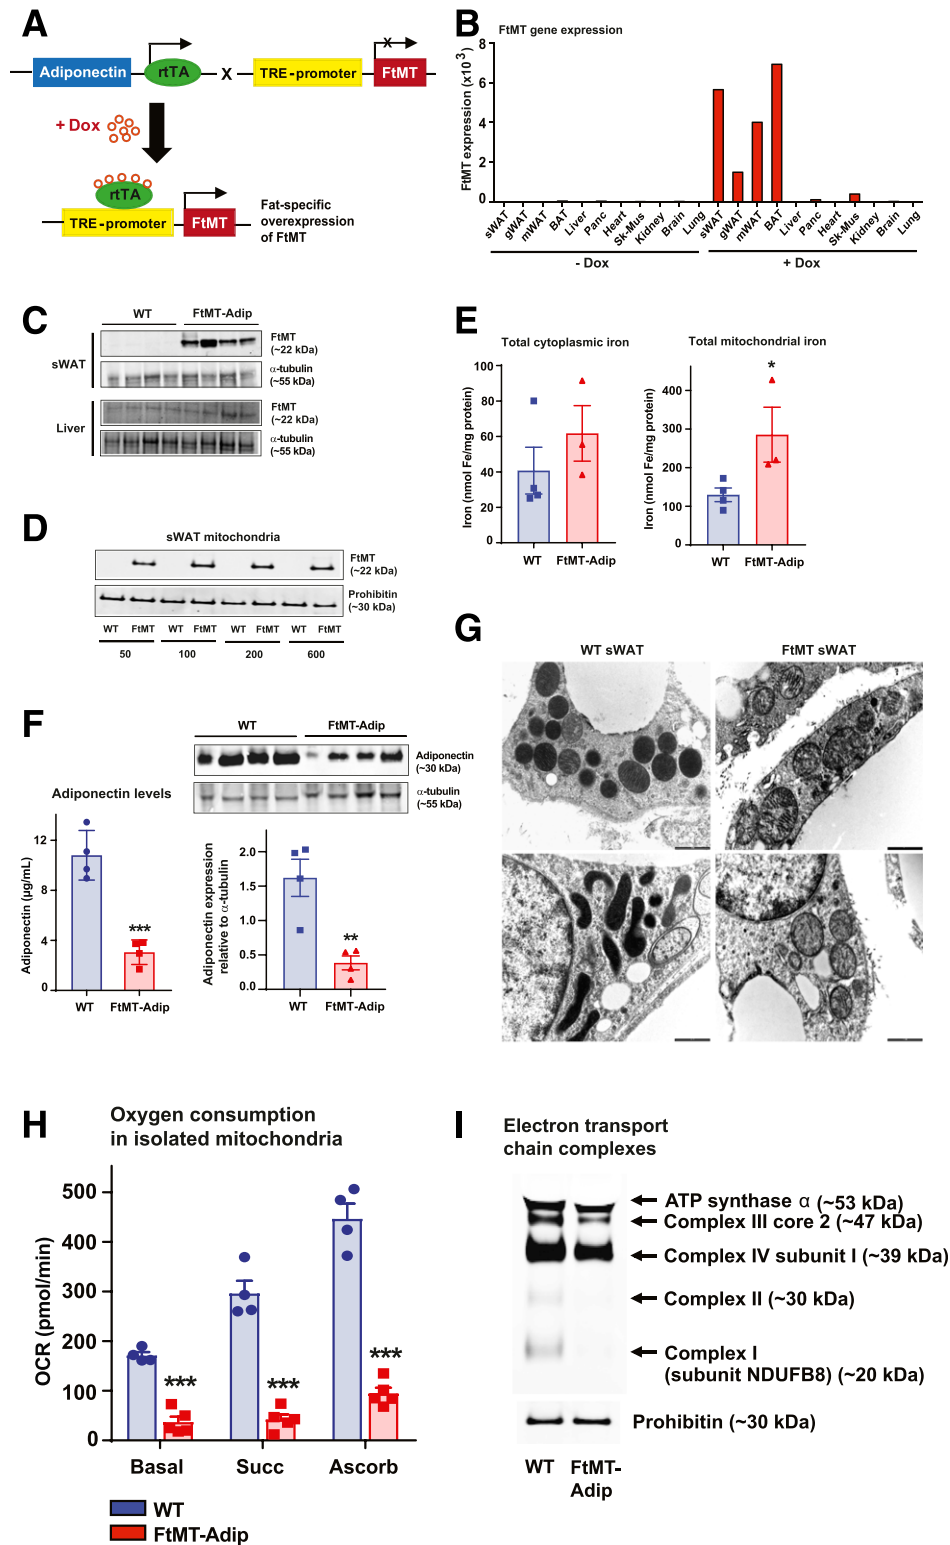 A
Adiponectin
rtTA
X
TRE-promoter
x
FtMT
+ Dox
rtTA
TRE-promoter
FtMT
Fat-specific
overexpression
of FtMT
B
FtMT gene expression
FtMT expression (x10⁻³)
8
6
4
2
0
sWAT
gWAT
mWAT
BAT
Liver
Panc
Heart
Sk-Mus
Kidney
Brain
Lung
sWAT
gWAT
mWAT
BAT
Liver
Panc
Heart
Sk-Mus
Kidney
Brain
Lung
- Dox
+ Dox
C
WT
FtMT-Adip
sWAT
FtMT
(~22 kDa)
α-tubulin
(~55 kDa)
Liver
FtMT
(~22 kDa)
α-tubulin
(~55 kDa)
D
sWAT mitochondria
FtMT
(~22 kDa)
Prohibitin
(~30 kDa)
WT FtMT WT FtMT WT FtMT WT FtMT
50 100 200 600
E
Total cytoplasmic iron
Iron (nmol Fe/mg protein)
100
80
60
40
20
0
WT FtMT-Adip
Total mitochondrial iron
Iron (nmol Fe/mg protein)
400
300
200
100
0
*
WT FtMT-Adip
F
WT
FtMT-Adip
Adiponectin
(~30 kDa)
α-tubulin
(~55 kDa)
Adiponectin levels
Adiponectin (µg/mL)
12
8
4
0
***
WT FtMT-Adip
Adiponectin expression
relative to α-tubulin
2.0
1.5
1.0
0.5
0.0
**
WT FtMT-Adip
G
WT sWAT
FtMT sWAT
H
Oxygen consumption
in isolated mitochondria
OCR (pmol/min)
500
400
300
200
100
0
***
***
***
Basal Succ Ascorb
WT
FtMT-Adip
I
Electron transport
chain complexes
ATP synthase α (~53 kDa)
Complex III core 2 (~47 kDa)
Complex IV subunit I (~39 kDa)
Complex II (~30 kDa)
Complex I
(subunit NDUFB8) (~20 kDa)
Prohibitin (~30 kDa)
WT
FtMT-
Adip